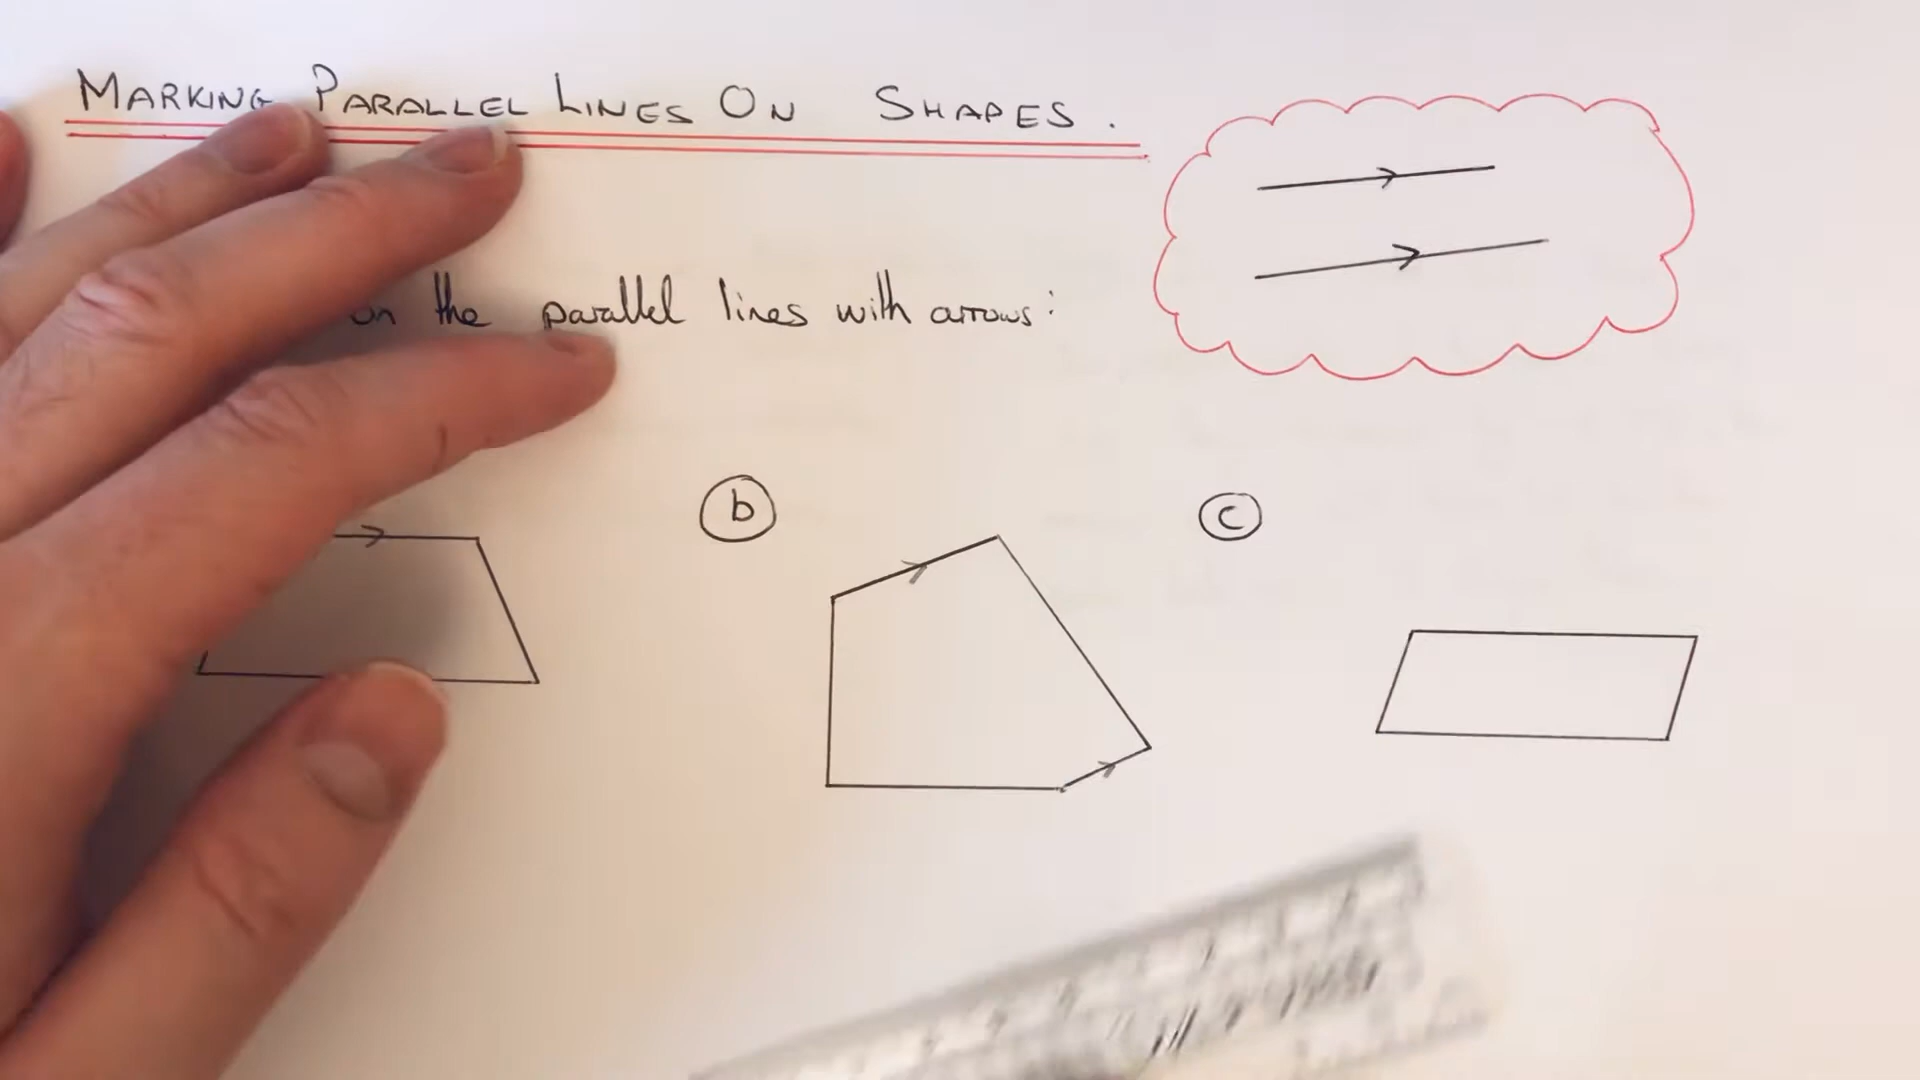 MARKING PARALLEL LINES ON SHAPES.
on the parallel lines with arrows:
b
c